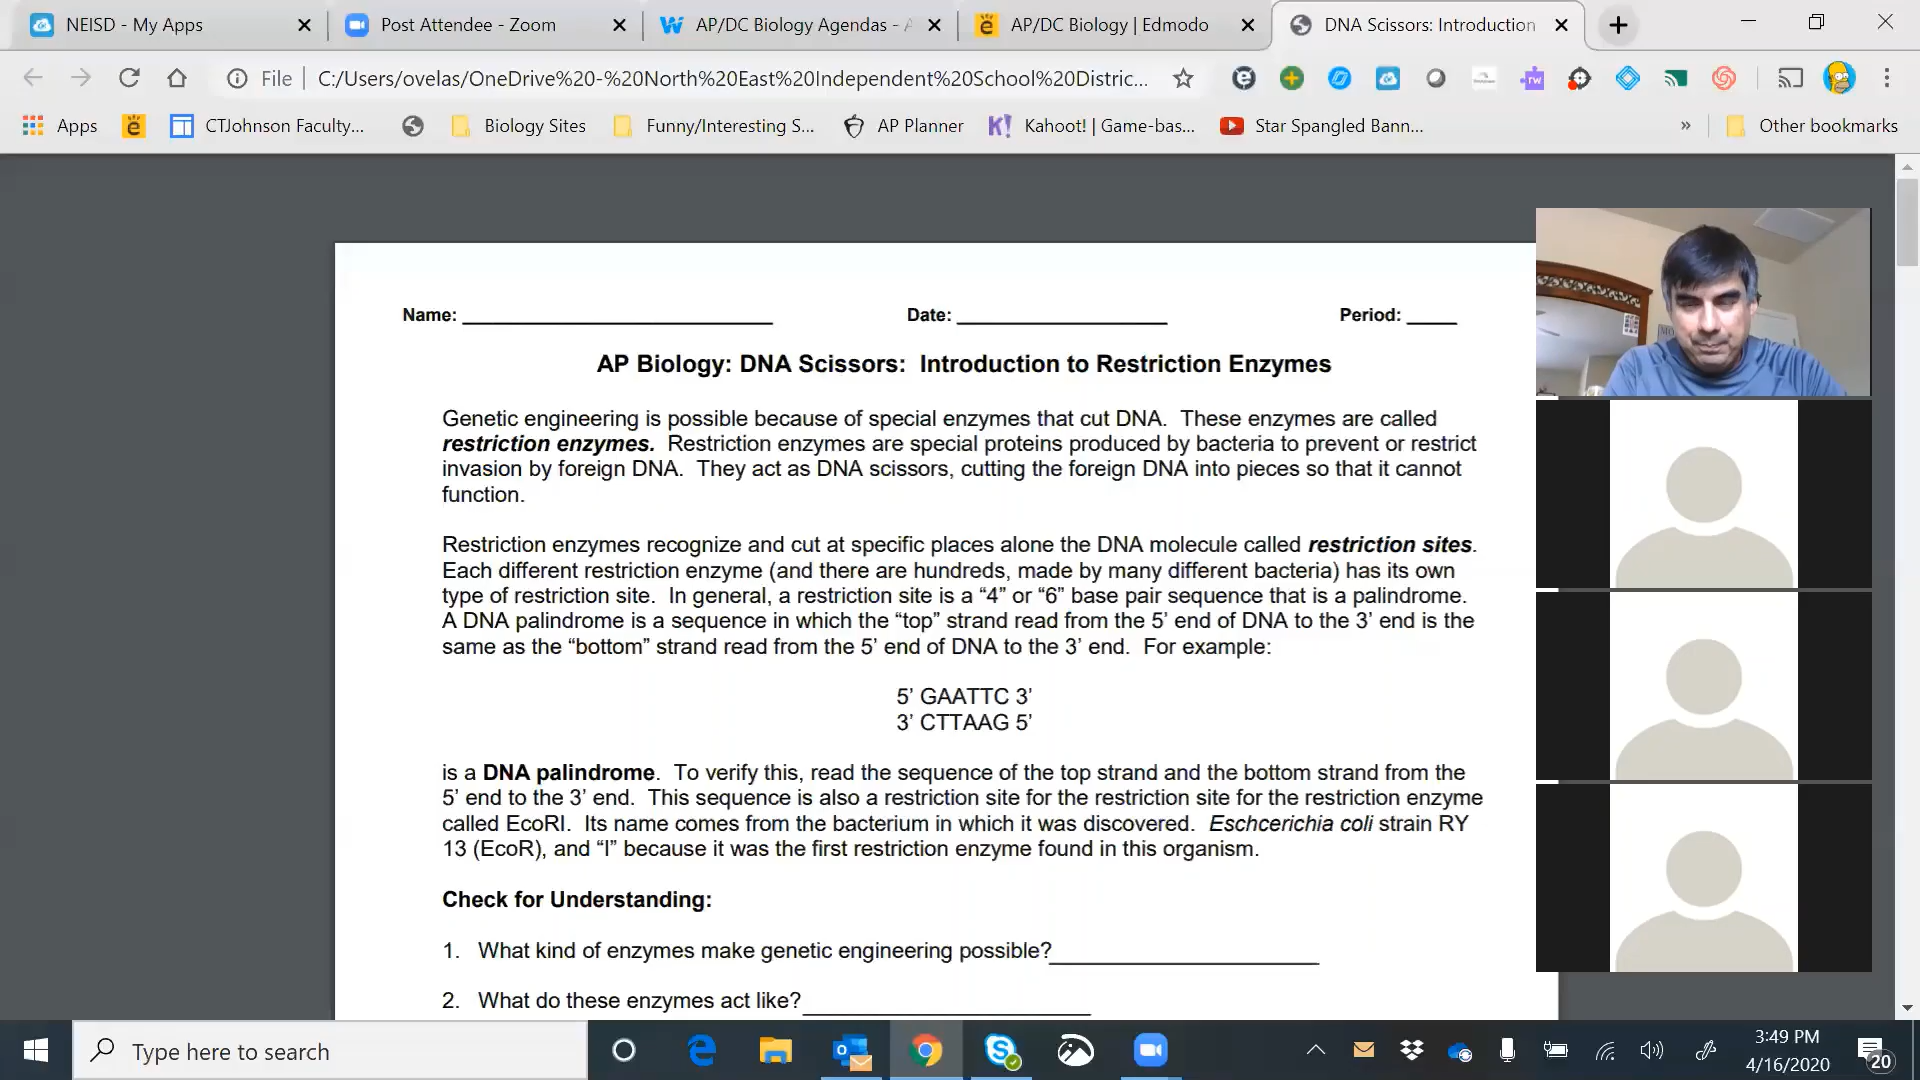 NEISD - My Apps
Post Attendee - Zoom
AP/DC Biology Agendas - A
AP/DC Biology | Edmodo
DNA Scissors: Introduction
File
C:/Users/ovelas/OneDrive%20-%20North%20East%20Independent%20School%20Distric...
Apps
CTJohnson Faculty...
Biology Sites
Funny/Interesting S...
AP Planner
Kahoot! | Game-bas...
Star Spangled Bann...
»
Other bookmarks
Name: Date: Period:
AP Biology: DNA Scissors: Introduction to Restriction Enzymes
Genetic engineering is possible because of special enzymes that cut DNA. These enzymes are called
restriction enzymes. Restriction enzymes are special proteins produced by bacteria to prevent or restrict
invasion by foreign DNA. They act as DNA scissors, cutting the foreign DNA into pieces so that it cannot
function.
Restriction enzymes recognize and cut at specific places alone the DNA molecule called restriction sites.
Each different restriction enzyme (and there are hundreds, made by many different bacteria) has its own
type of restriction site. In general, a restriction site is a “4” or “6” base pair sequence that is a palindrome.
A DNA palindrome is a sequence in which the “top” strand read from the 5’ end of DNA to the 3’ end is the
same as the “bottom” strand read from the 5’ end of DNA to the 3’ end. For example:
5’ GAATTC 3’
3’ CTTAAG 5’
is a DNA palindrome. To verify this, read the sequence of the top strand and the bottom strand from the
5’ end to the 3’ end. This sequence is also a restriction site for the restriction site for the restriction enzyme
called EcoRI. Its name comes from the bacterium in which it was discovered. Eschcerichia coli strain RY
13 (EcoR), and “I” because it was the first restriction enzyme found in this organism.
Check for Understanding:
1. What kind of enzymes make genetic engineering possible?
2. What do these enzymes act like?
Type here to search
3:49 PM
4/16/2020
20